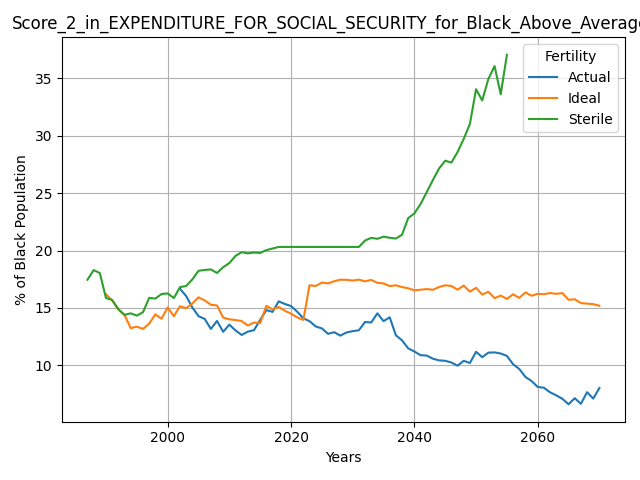 Score_2_in_EXPENDITURE_FOR_SOCIAL_SECURITY_for_Black_Above_Average
Fertility
Actual
Ideal
Sterile
% of Black Population
35
30
25
20
15
10
2000
2020
2040
2060
Years